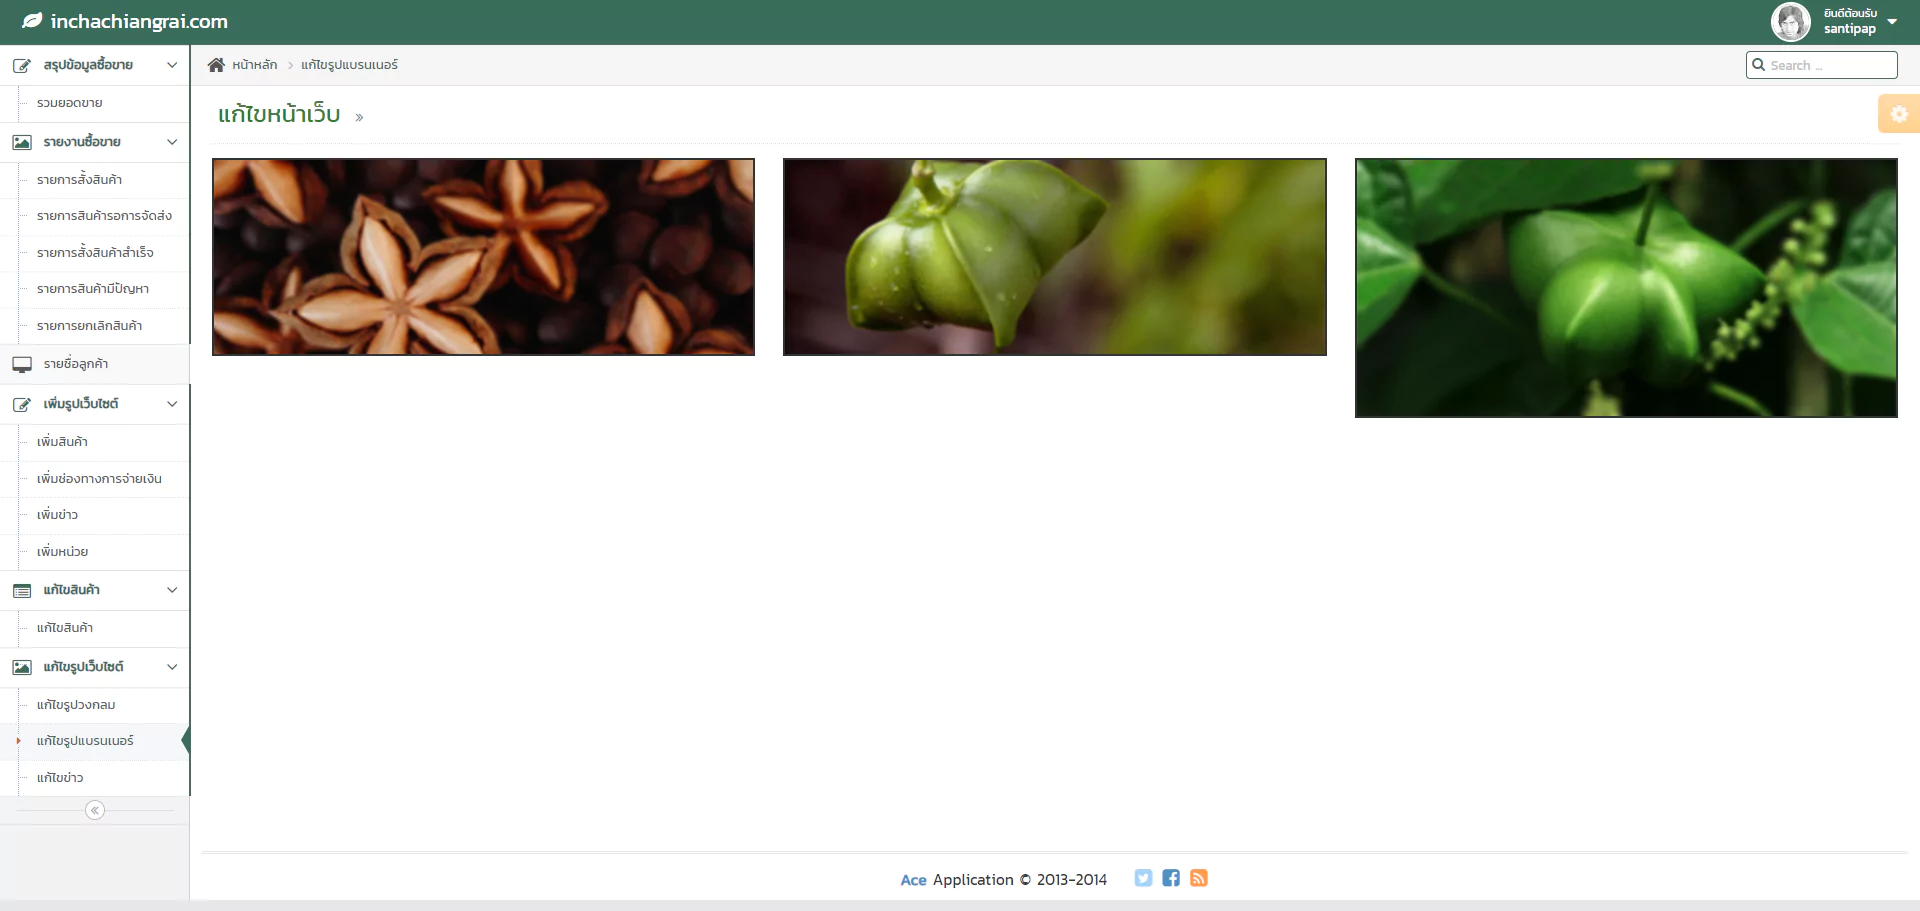 inchachiangrai.com
ยินดีต้อนรับ
santipap
สรุปข้อมูลซื้อขาย
รวมยอดขาย
รายงานซื้อขาย
รายการสั้งสินค้า
รายการสินค้ารอการจัดส่ง
รายการสั้งสินค้าสำเร็จ
รายการสินค้ามีปัญหา
รายการยกเลิกสินค้า
รายชื่อลูกค้า
เพิ่มรูปเว็บไซต์
เพิ่มสินค้า
เพิ่มช่องทางการจ่ายเงิน
เพิ่มข่าว
เพิ่มหน่วย
แก้ไขสินค้า
แก้ไขสินค้า
แก้ไขรูปเว็บไซต์
แก้ไขรูปวงกลม
แก้ไขรูปแบรนเนอร์
แก้ไขข่าว
หน้าหลัก > แก้ไขรูปแบรนเนอร์
Search ...
แก้ไขหน้าเว็บ »
Ace Application © 2013-2014